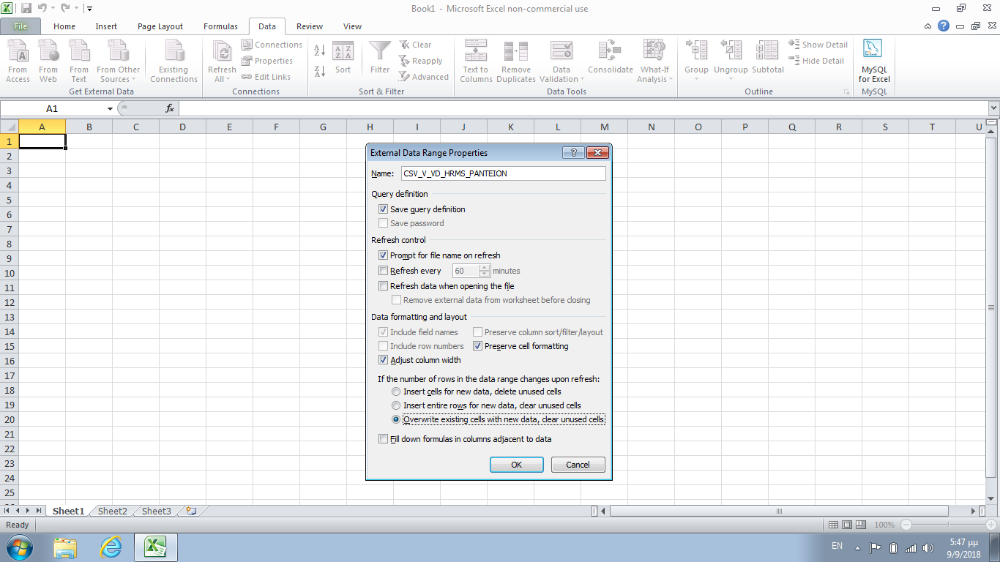 Book1 - Microsoft Excel non-commercial use
File Home Insert Page Layout Formulas Data Review View
From Access
From Web
From Text
From Other Sources
Existing Connections
Get External Data
Refresh All
Connections
Properties
Edit Links
Connections
Sort
Filter
Clear
Reapply
Advanced
Sort & Filter
Text to Columns
Remove Duplicates
Data Validation
Consolidate
What-If Analysis
Data Tools
Group
Ungroup
Subtotal
Show Detail
Hide Detail
Outline
MySQL for Excel
MySQL
A1
fx
A B C D E F G H I J K L M N O P Q R S T U
1
2
3
4
5
6
7
8
9
10
11
12
13
14
15
16
17
18
19
20
21
22
23
24
25
External Data Range Properties
Name: CSV_V_VD_HRMS_PANTEION
Query definition
Save query definition
Save password
Refresh control
Prompt for file name on refresh
Refresh every 60 minutes
Refresh data when opening the file
Remove external data from worksheet before closing
Data formatting and layout
Include field names Preserve column sort/filter/layout
Include row numbers Preserve cell formatting
Adjust column width
If the number of rows in the data range changes upon refresh:
Insert cells for new data, delete unused cells
Insert entire rows for new data, clear unused cells
Overwrite existing cells with new data, clear unused cells
Fill down formulas in columns adjacent to data
OK Cancel
Sheet1 Sheet2 Sheet3
Ready 100%
EN 5:47 μμ
9/9/2018